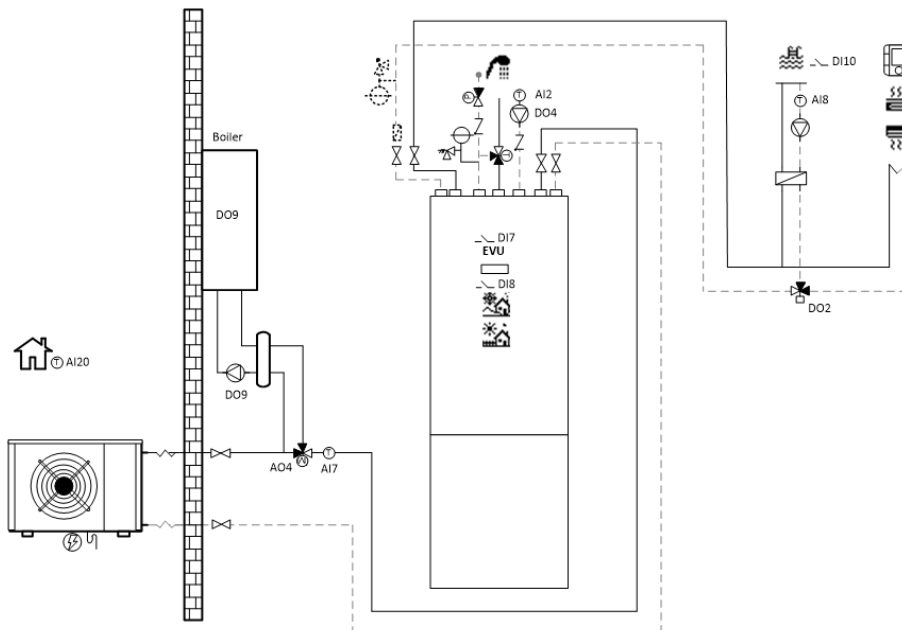 DI10
AI2
AI8
DO4
Boiler
T
P
DO9
DI7
EVU
DI8
DO2
T AI20
DO9
AO4
M
T
AI7